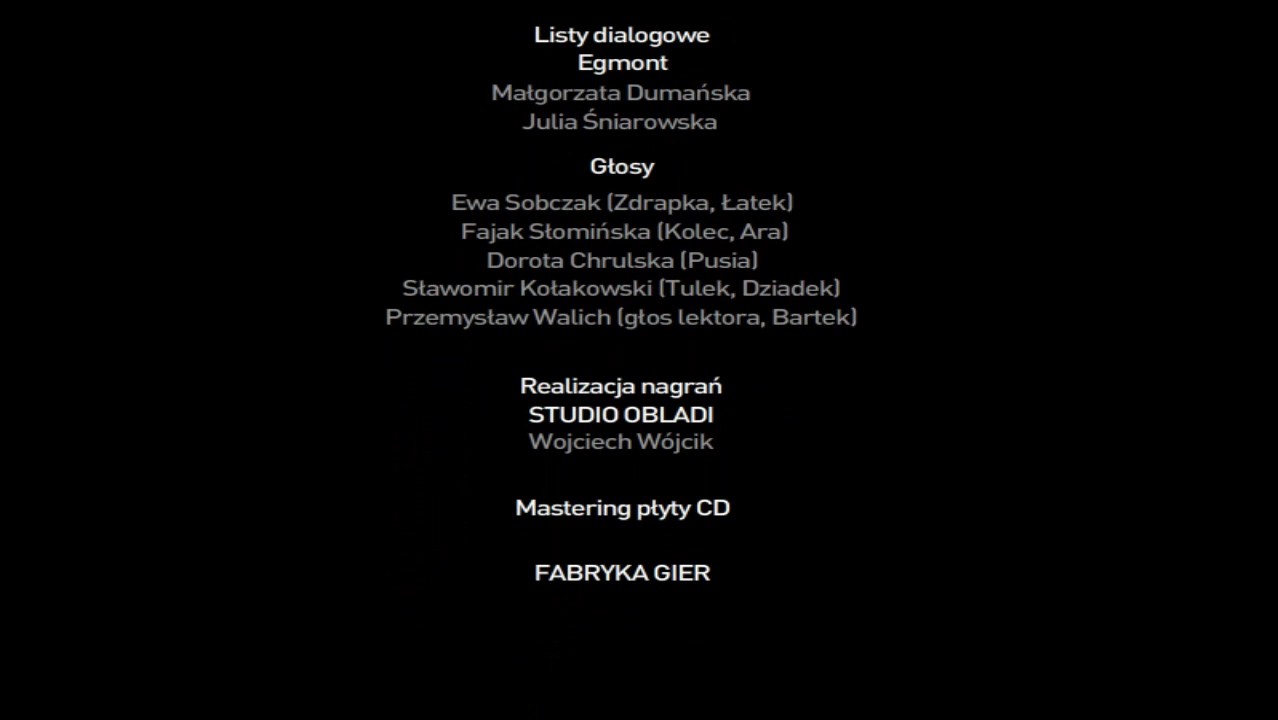 Listy dialogowe
Egmont
Małgorzata Dumańska
Julia Śniarowska
Głosy
Ewa Sobczak (Zdrapka, Łatek)
Fajak Słomińska (Kolec, Ara)
Dorota Chrulska (Pusia)
Sławomir Kołakowski (Tulek, Dziadek)
Przemysław Walich (głos lektora, Bartek)
Realizacja nagrań
STUDIO OBLADI
Wojciech Wójcik
Mastering płyty CD
FABRYKA GIER